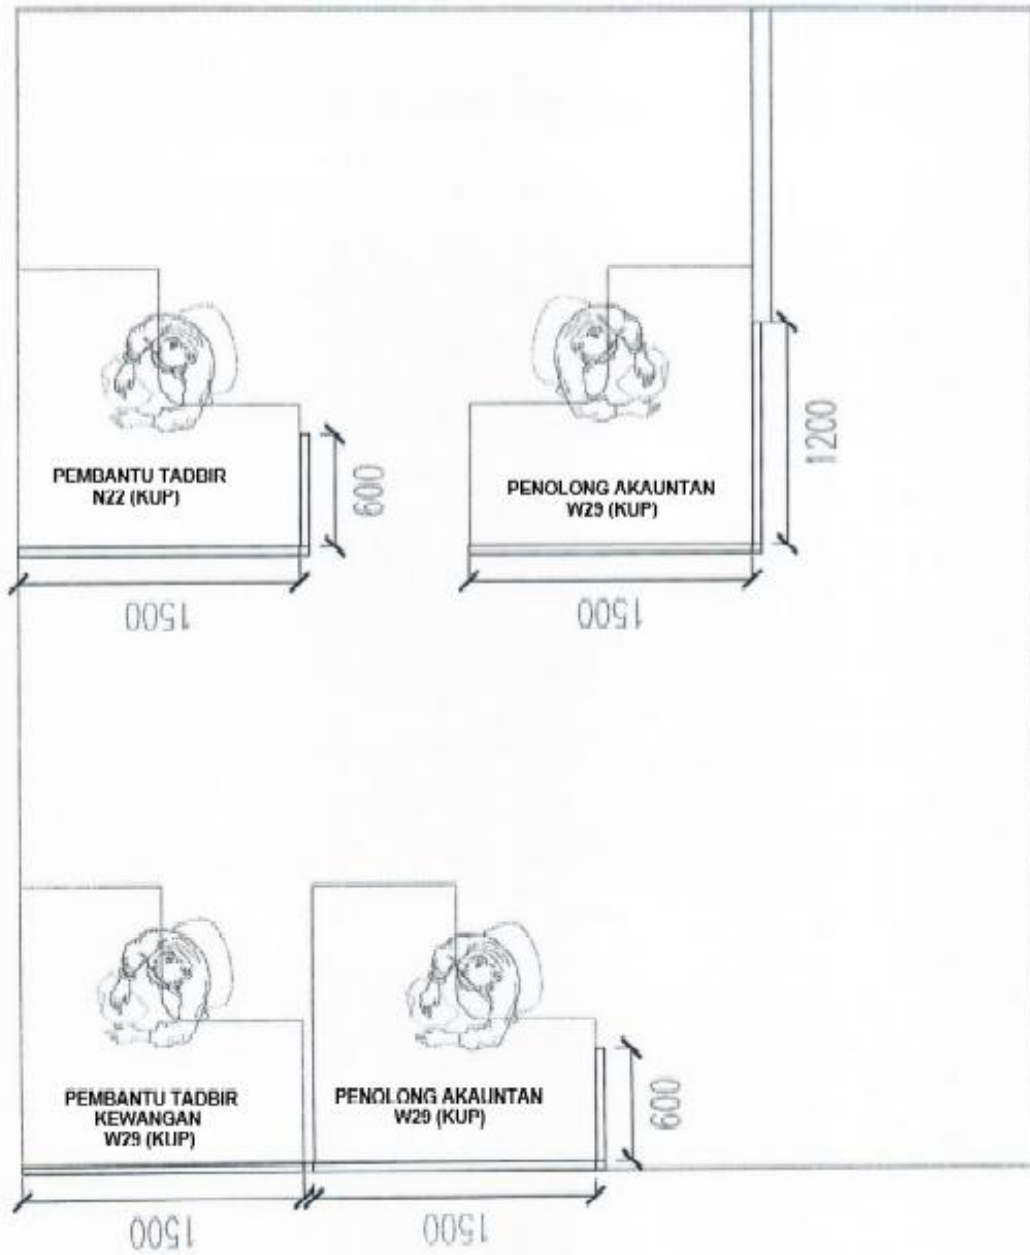 PEMBANTU TADBIR
N22 (KUP)
600
1500
PENOLONG AKAUNTAN
W29 (KUP)
1200
1500
PEMBANTU TADBIR
KEWANGAN
W29 (KUP)
1500
PENOLONG AKAUNTAN
W29 (KUP)
600
1500